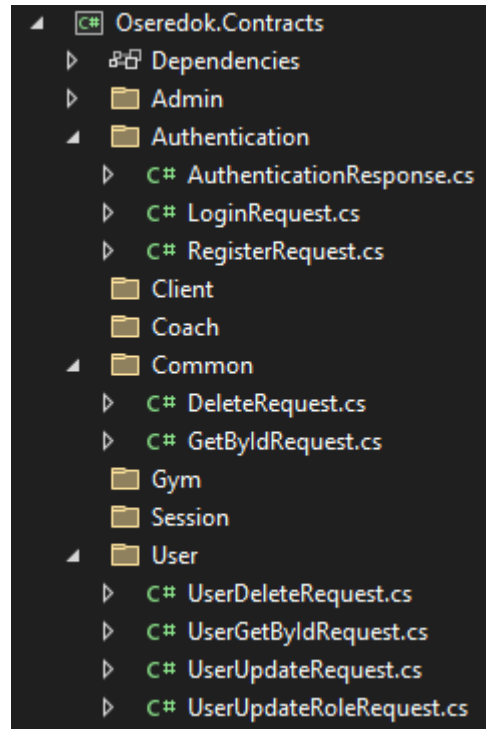 C# Oseredok.Contracts
Dependencies
Admin
Authentication
C# AuthenticationResponse.cs
C# LoginRequest.cs
C# RegisterRequest.cs
Client
Coach
Common
C# DeleteRequest.cs
C# GetByIdRequest.cs
Gym
Session
User
C# UserDeleteRequest.cs
C# UserGetByIdRequest.cs
C# UserUpdateRequest.cs
C# UserUpdateRoleRequest.cs